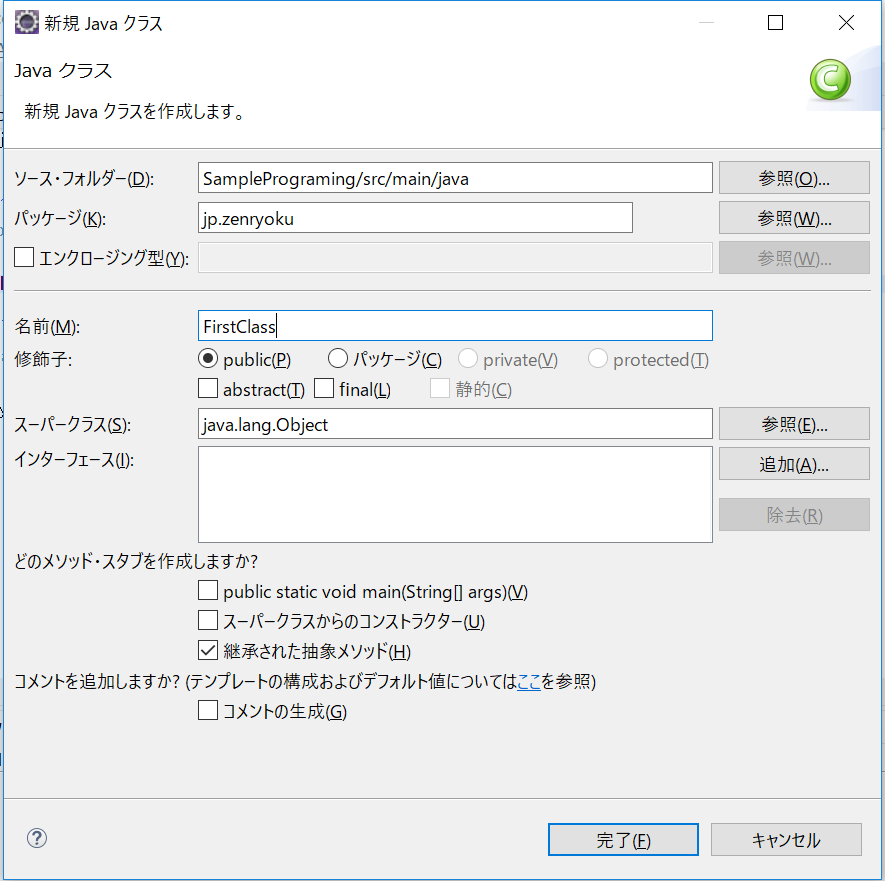 新規 Java クラス
Java クラス
新規 Java クラスを作成します。
ソース・フォルダー(D): SamplePrograming/src/main/java 参照(O)...
パッケージ(K): jp.zenryoku 参照(W)...
エンクロージング型(Y): 参照(W)...
名前(M): FirstClass
修飾子: public(P) パッケージ(C) private(V) protected(T)
abstract(T) final(L) 静的(C)
スーパークラス(S): java.lang.Object 参照(E)...
インターフェース(I): 追加(A)...
除去(R)
どのメソッド・スタブを作成しますか?
public static void main(String[] args)(V)
スーパークラスからのコンストラクター(U)
継承された抽象メソッド(H)
コメントを追加しますか? (テンプレートの構成およびデフォルト値についてはここを参照)
コメントの生成(G)
? 完了(F) キャンセル